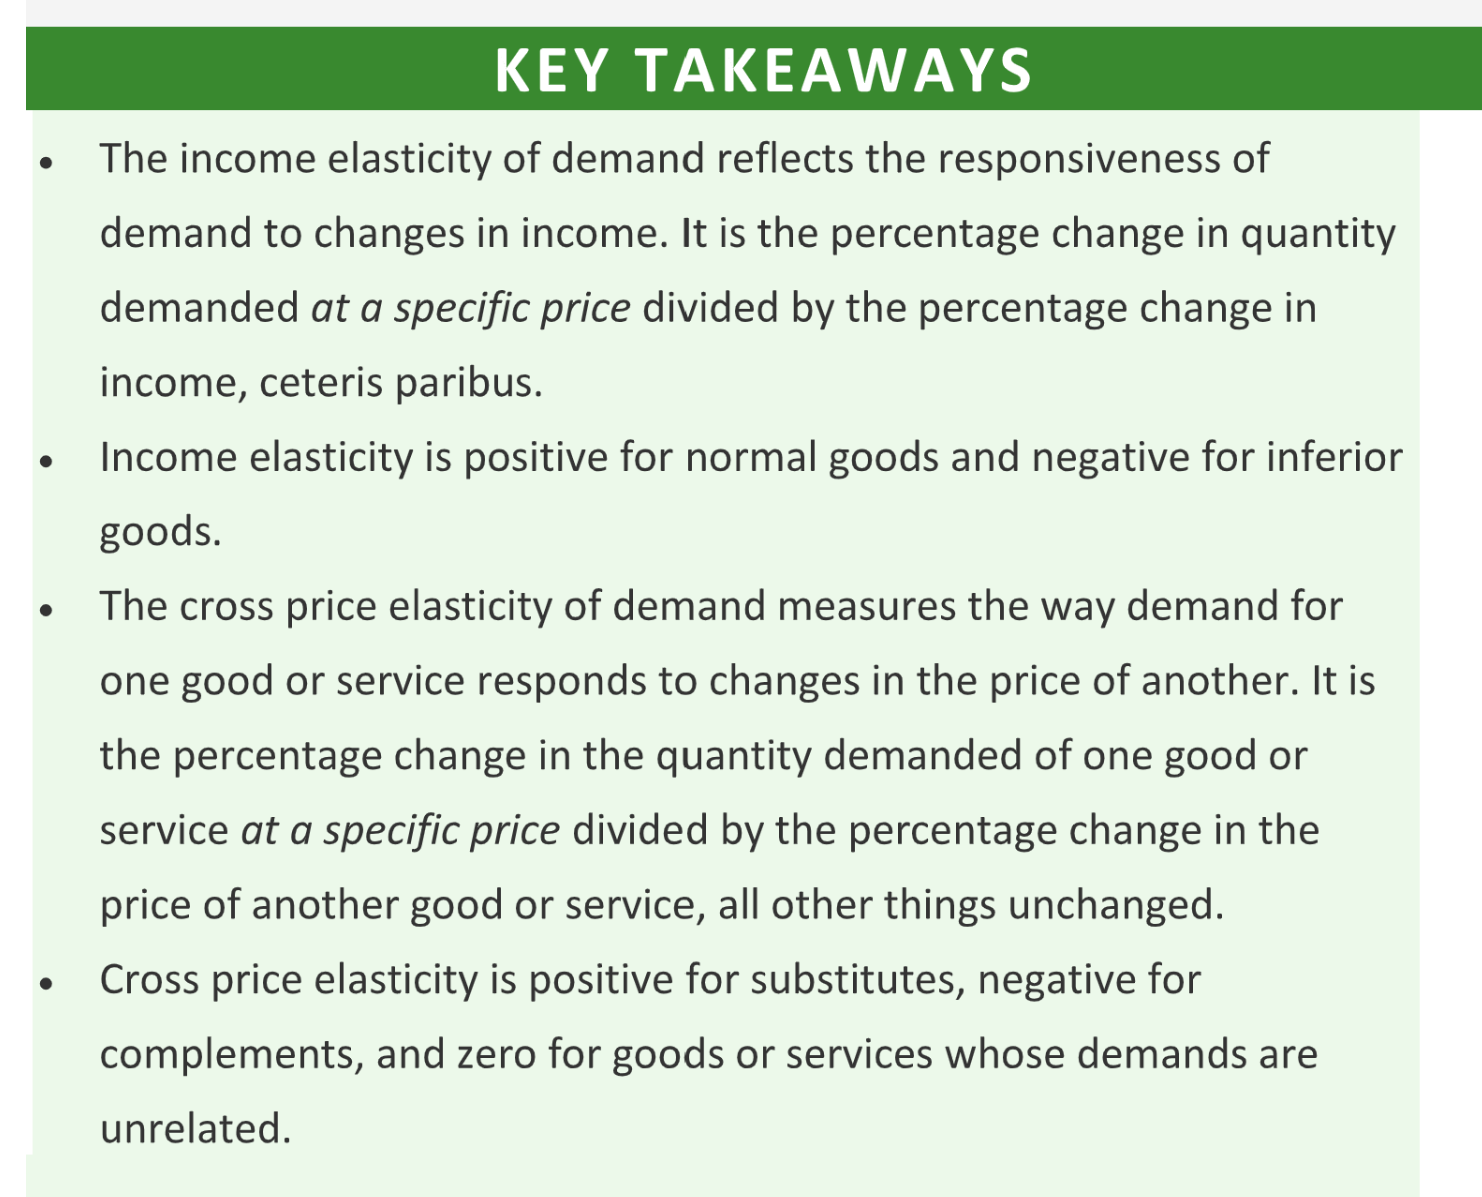 KEY TAKEAWAYS
• The income elasticity of demand reflects the responsiveness of
demand to changes in income. It is the percentage change in quantity
demanded at a specific price divided by the percentage change in
income, ceteris paribus.
• Income elasticity is positive for normal goods and negative for inferior
goods.
• The cross price elasticity of demand measures the way demand for
one good or service responds to changes in the price of another. It is
the percentage change in the quantity demanded of one good or
service at a specific price divided by the percentage change in the
price of another good or service, all other things unchanged.
• Cross price elasticity is positive for substitutes, negative for
complements, and zero for goods or services whose demands are
unrelated.